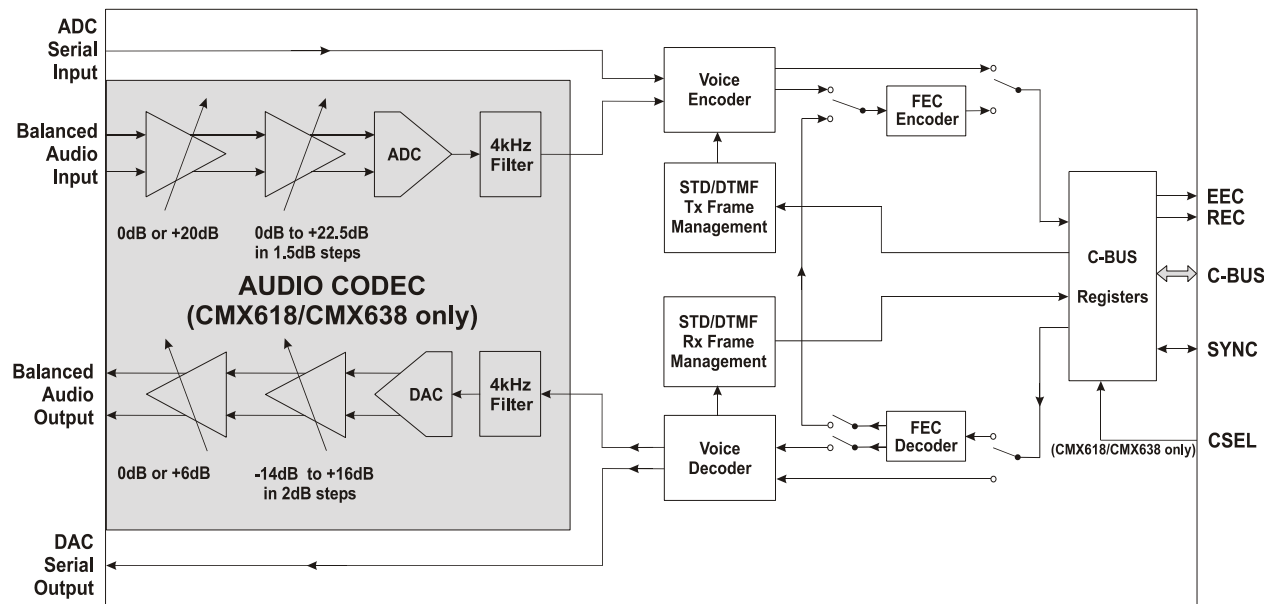 ADC
Serial
Input
Balanced
Audio
Input
0dB or +20dB
0dB to +22.5dB
in 1.5dB steps
ADC
4kHz
Filter
AUDIO CODEC
(CMX618/CMX638 only)
Balanced
Audio
Output
0dB or +6dB
-14dB to +16dB
in 2dB steps
DAC
4kHz
Filter
DAC
Serial
Output
Voice
Encoder
FEC
Encoder
STD/DTMF
Tx Frame
Management
STD/DTMF
Rx Frame
Management
Voice
Decoder
FEC
Decoder
C-BUS
Registers
(CMX618/CMX638 only)
EEC
REC
C-BUS
SYNC
CSEL